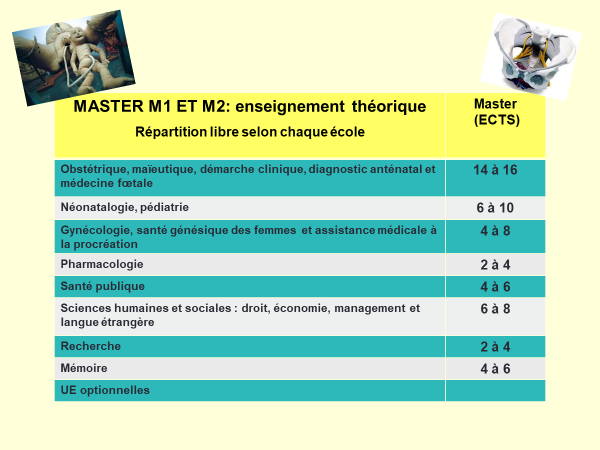 MASTER M1 ET M2: enseignement théorique
Répartition libre selon chaque école
Master
(ECTS)
Obstétrique, maïeutique, démarche clinique, diagnostic anténatal et
médecine fœtale
14 à 16
Néonatalogie, pédiatrie
6 à 10
Gynécologie, santé génésique des femmes et assistance médicale à
la procréation
4 à 8
Pharmacologie
2 à 4
Santé publique
4 à 6
Sciences humaines et sociales : droit, économie, management et
langue étrangère
6 à 8
Recherche
2 à 4
Mémoire
4 à 6
UE optionnelles